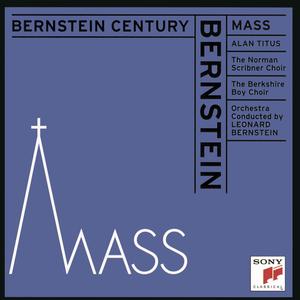 BERNSTEIN CENTURY
BERNSTEIN
MASS
ALAN TITUS
The Norman
Scribner Choir
The Berkshire
Boy Choir
Orchestra
Conducted by
LEONARD
BERNSTEIN
MASS
SONY
CLASSICAL